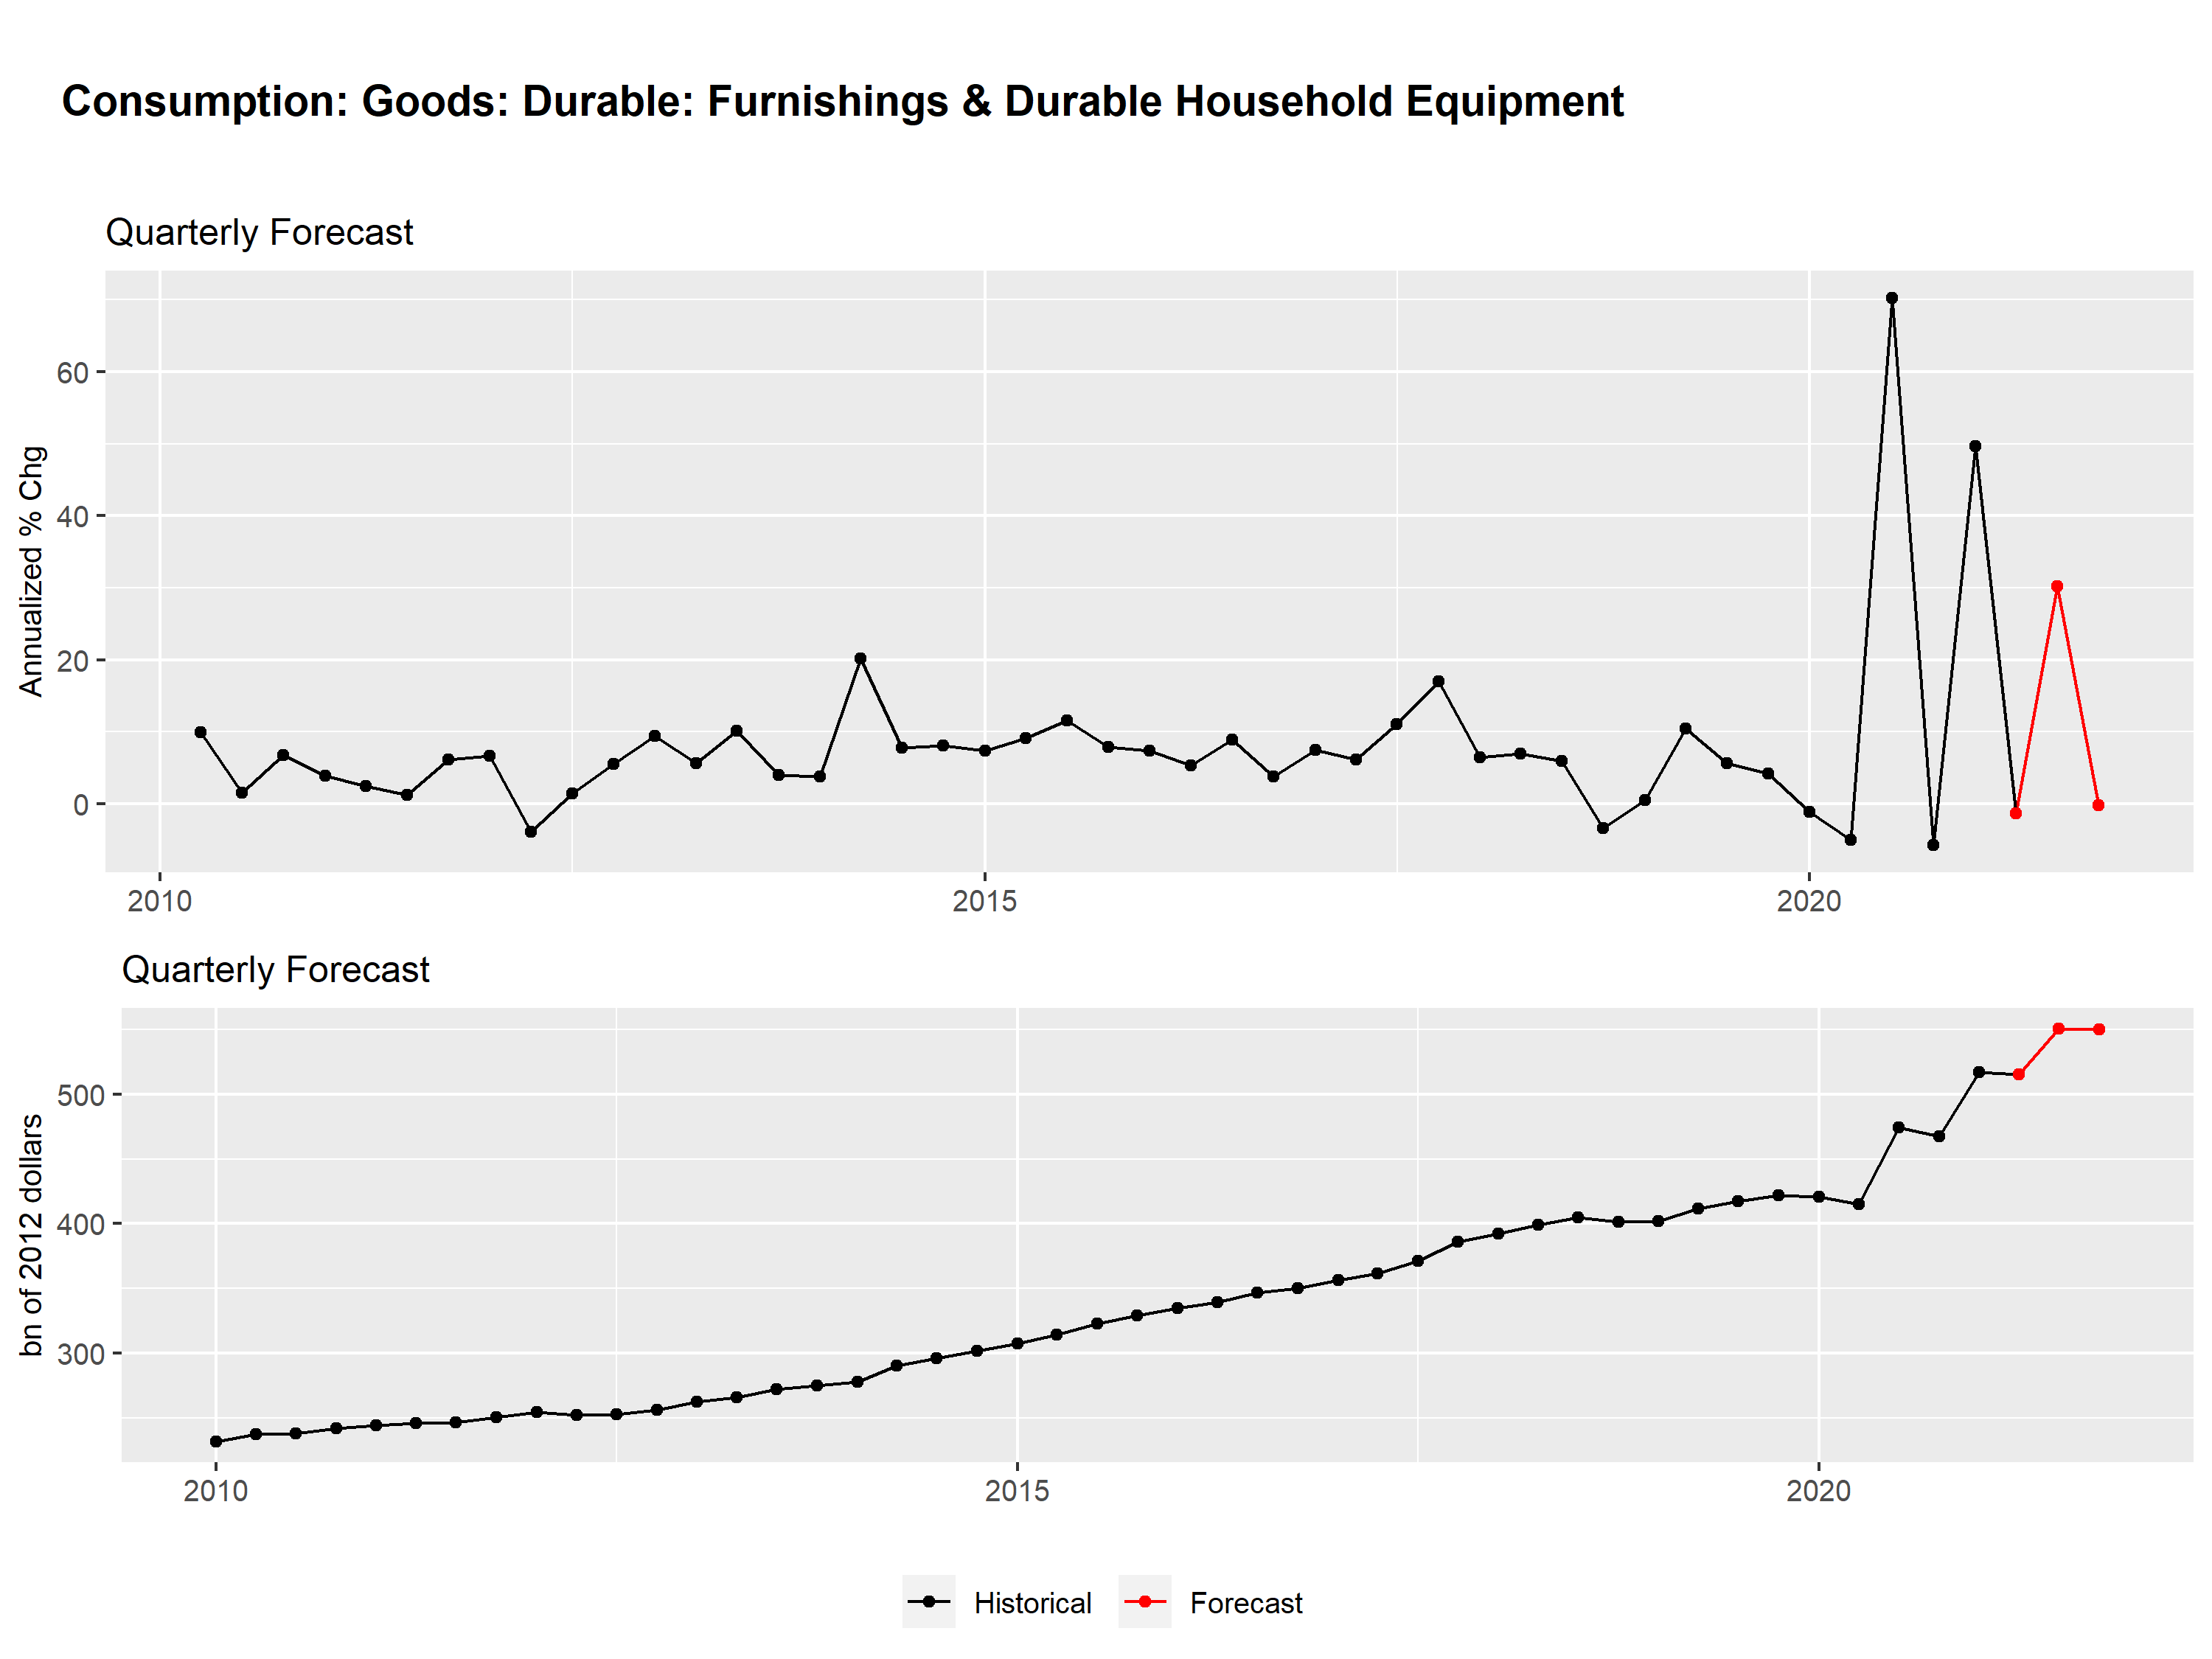 Consumption: Goods: Durable: Furnishings & Durable Household Equipment
Quarterly Forecast
Annualized % Chg
60
40
20
0
2010 2015 2020
Quarterly Forecast
bn of 2012 dollars
500
400
300
2010 2015 2020
Historical Forecast